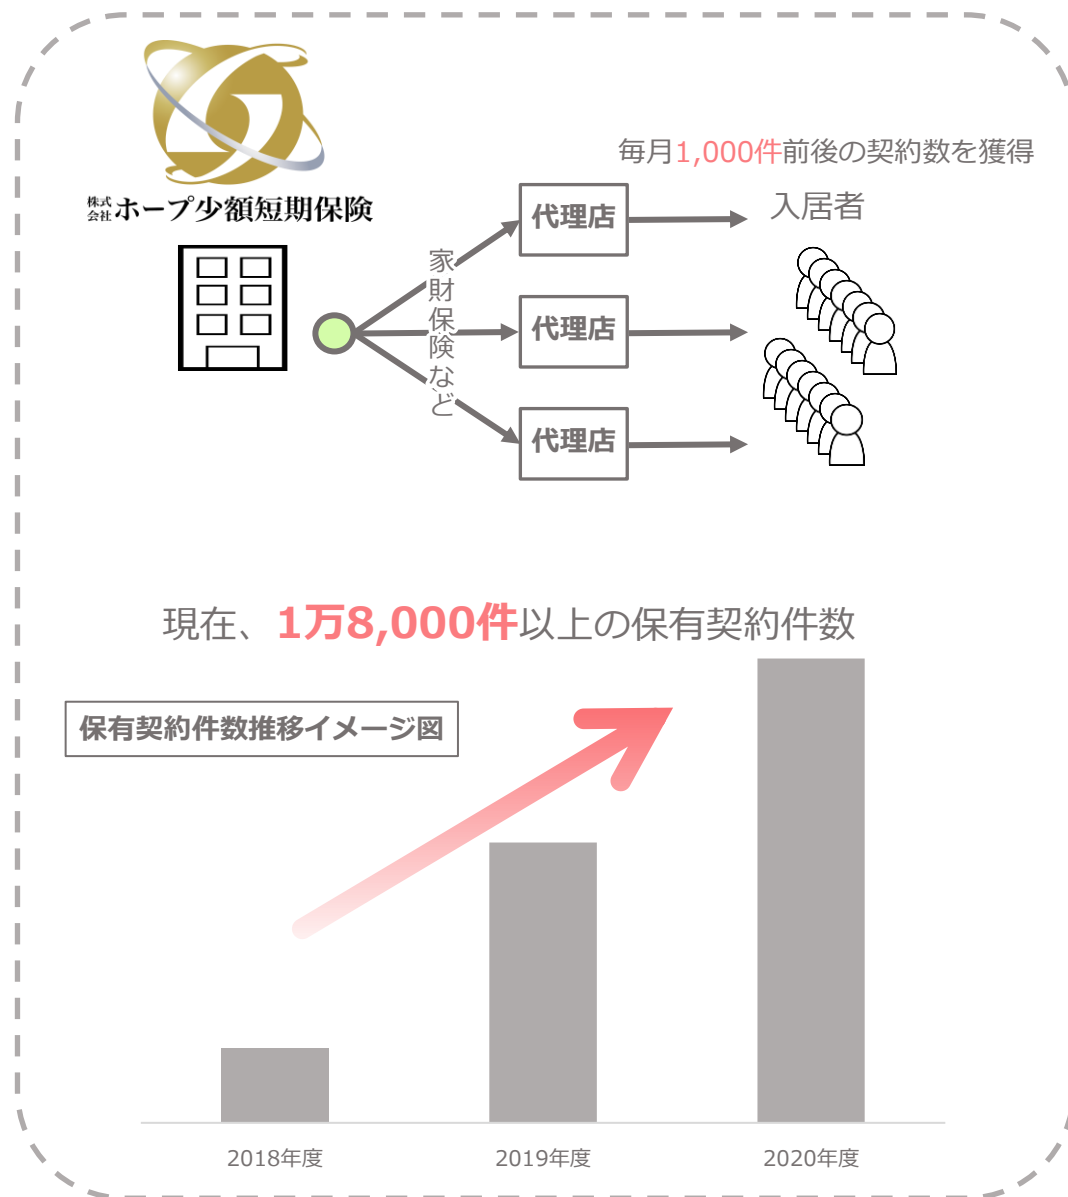 株式会社ホープ少額短期保険
毎月1,000件前後の契約数を獲得
入居者
家財保険など
代理店
代理店
代理店
現在、1万8,000件以上の保有契約件数
保有契約件数推移イメージ図
2018年度
2019年度
2020年度